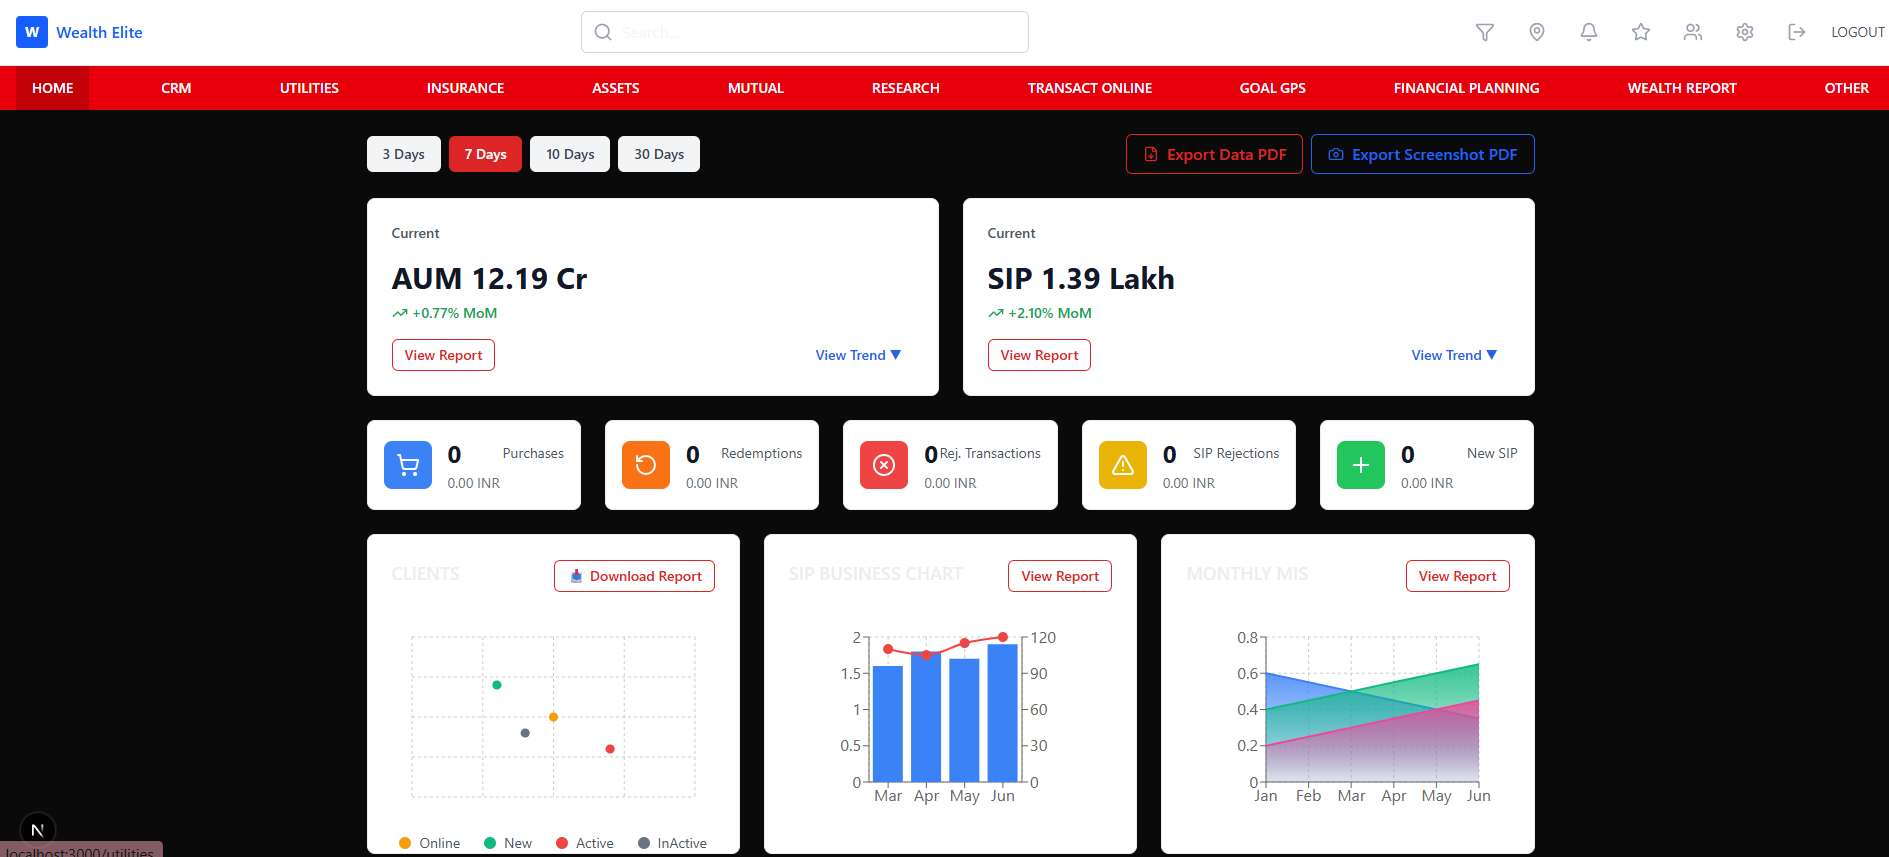 W Wealth Elite
Search...
LOGOUT
HOME CRM UTILITIES INSURANCE ASSETS MUTUAL RESEARCH TRANSACT ONLINE GOAL GPS FINANCIAL PLANNING WEALTH REPORT OTHER
3 Days 7 Days 10 Days 30 Days Export Data PDF Export Screenshot PDF
Current
AUM 12.19 Cr
+0.77% MoM
View Report View Trend ▼
Current
SIP 1.39 Lakh
+2.10% MoM
View Report View Trend ▼
0 Purchases
0.00 INR
0 Redemptions
0.00 INR
0 Rej. Transactions
0.00 INR
0 SIP Rejections
0.00 INR
0 New SIP
0.00 INR
CLIENTS Download Report
Online New Active InActive
SIP BUSINESS CHART View Report
2 120
1.5 90
1 60
0.5 30
0 0
Mar Apr May Jun
MONTHLY MIS View Report
0.8
0.6
0.4
0.2
0
Jan Feb Mar Apr May Jun
N
localhost:3000/utilities